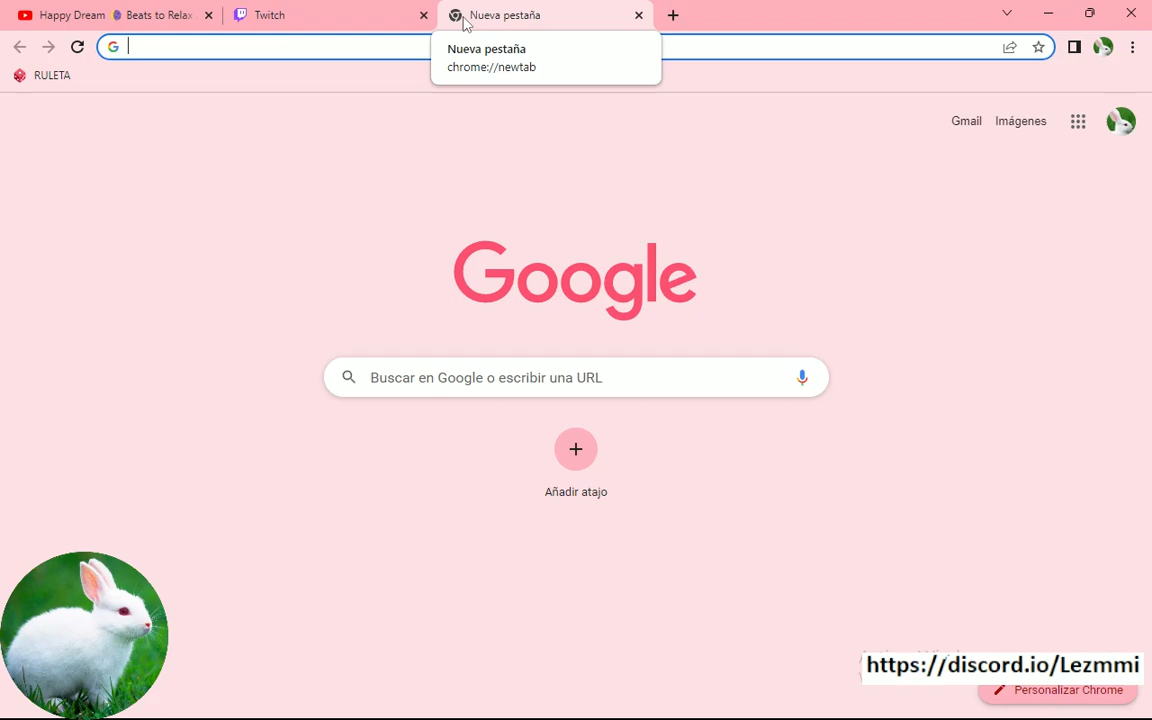 Happy Dream Beats to Relax
Twitch
Nueva pestaña
Nueva pestaña
chrome://newtab
RULETA
Gmail
Imágenes
Google
Buscar en Google o escribir una URL
Añadir atajo
https://discord.io/Lezmmi
Personalizar Chrome